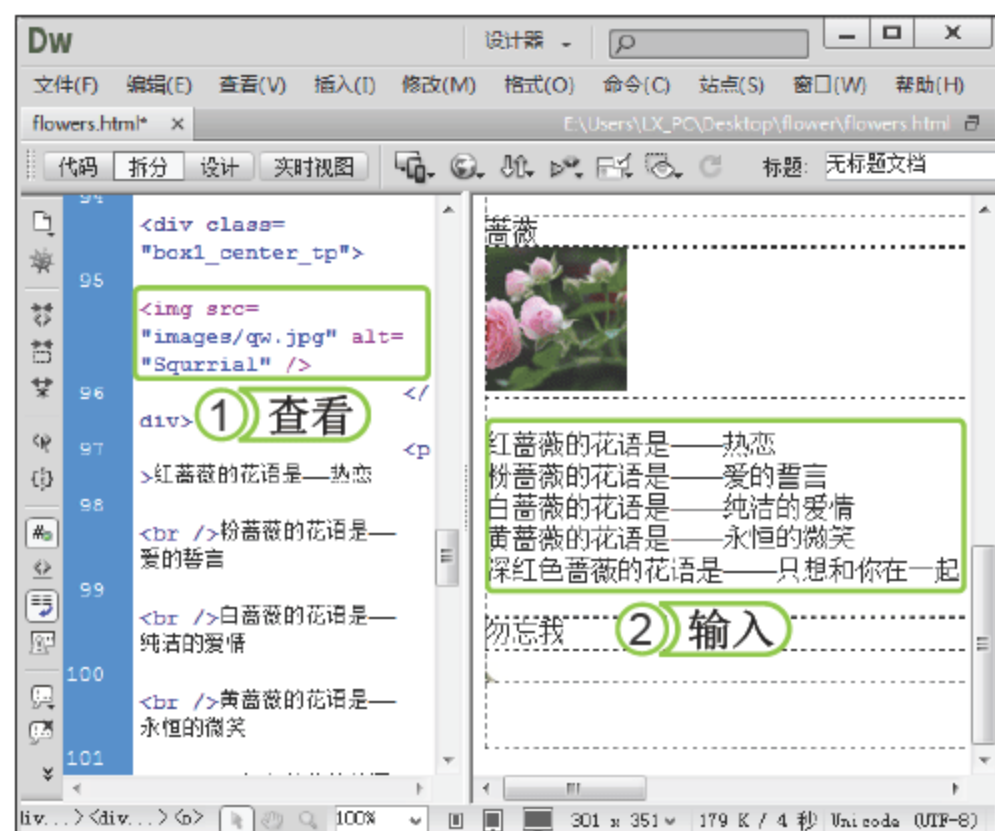 Dw 设计器
文件(F) 编辑(E) 查看(V) 插入(I) 修改(M) 格式(O) 命令(C) 站点(S) 窗口(W) 帮助(H)
flowers.html* × E:\Users\LX_PC\Desktop\flower\flowers.html
代码 拆分 设计 实时视图 标题: 无标题文档
94
<div class=
"box1_center_tp">
95
<img src=
"images/qw.jpg" alt=
"Squrrial" />
96 </
div>
1 查看
97 <p
>红蔷薇的花语是——热恋
98
<br />粉蔷薇的花语是——
爱的誓言
99
<br />白蔷薇的花语是——
纯洁的爱情
100
<br />黄蔷薇的花语是——
永恒的微笑
101
蔷薇
红蔷薇的花语是——热恋
粉蔷薇的花语是——爱的誓言
白蔷薇的花语是——纯洁的爱情
黄蔷薇的花语是——永恒的微笑
深红色蔷薇的花语是——只想和你在一起
勿忘我
2 输入
iv...> <div...> <p> 100% 301 x 351 179 K / 4 秒 Unicode (UTF-8)